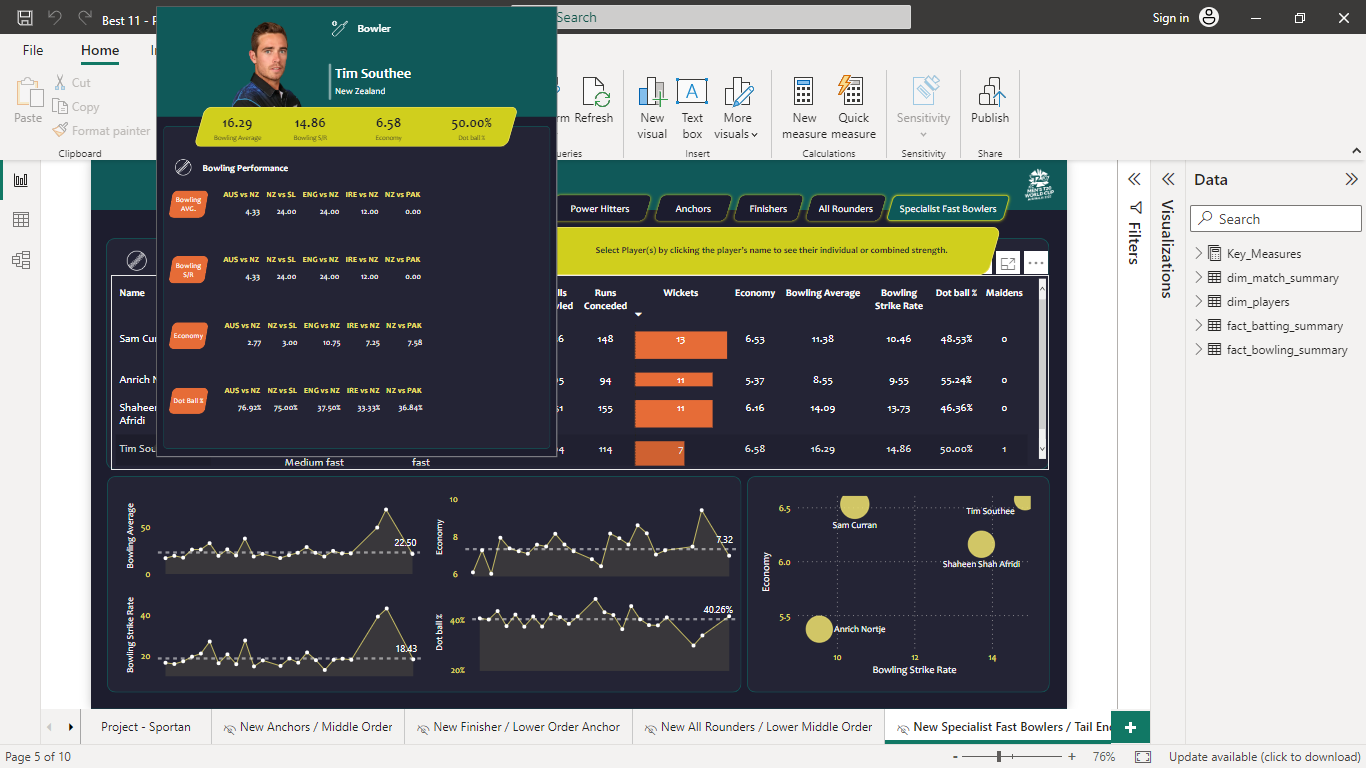 Best 11 - P
Search
Sign in
File
Home
Paste
Cut
Copy
Format painter
Clipboard
Refresh
New visual
Text box
More visuals
Insert
New measure
Quick measure
Calculations
Sensitivity
Sensitivity
Publish
Share
Bowler
Tim Southee
New Zealand
16.29 14.86 6.58 50.00%
Bowling Average Bowling S/R Economy Dot ball %
Bowling Performance
Bowling AVG.
AUS vs NZ NZ vs SL ENG vs NZ IRE vs NZ NZ vs PAK
4.33 24.00 24.00 12.00 0.00
Bowling S/R
AUS vs NZ NZ vs SL ENG vs NZ IRE vs NZ NZ vs PAK
4.33 24.00 24.00 12.00 0.00
Economy
AUS vs NZ NZ vs SL ENG vs NZ IRE vs NZ NZ vs PAK
2.77 3.00 10.75 7.25 7.58
Dot Ball %
AUS vs NZ NZ vs SL ENG vs NZ IRE vs NZ NZ vs PAK
76.92% 75.00% 37.50% 33.33% 36.84%
Power Hitters
Anchors
Finishers
All Rounders
Specialist Fast Bowlers
MEN'S T20
WORLD CUP
Select Player(s) by clicking the player's name to see their individual or combined strength.
Name Runs Conceded Wickets Economy Bowling Average Bowling Strike Rate Dot ball % Maidens
Sam Cur 148 13 6.53 11.38 10.46 48.53% 0
Anrich N 94 11 5.37 8.55 9.55 55.24% 0
Shaheen Afridi 155 11 6.16 14.09 13.73 46.36% 0
Tim Sou 114 7 6.58 16.29 14.86 50.00% 1
Medium fast fast
Bowling Average
50
0
22.50
Economy
10
8
6
7.32
Bowling Strike Rate
40
20
18.43
Dot ball %
40%
20%
40.26%
Economy
6.5
6.0
5.5
Sam Curran
Tim Southee
Shaheen Shah Afridi
Anrich Nortje
10 12 14
Bowling Strike Rate
Filters
Visualizations
Data
Search
Key_Measures
dim_match_summary
dim_players
fact_batting_summary
fact_bowling_summary
Project - Sportan
New Anchors / Middle Order
New Finisher / Lower Order Anchor
New All Rounders / Lower Middle Order
New Specialist Fast Bowlers / Tail En
Page 5 of 10
- + 76%
Update available (click to download)